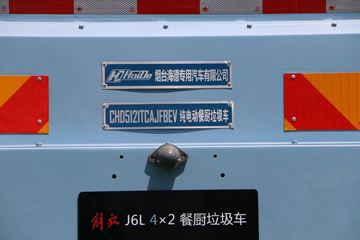 HaiDe 烟台海德专用汽车有限公司
CHD5121TCAJFBEV 纯电动餐厨垃圾车
解放 J6L 4×2 餐厨垃圾车